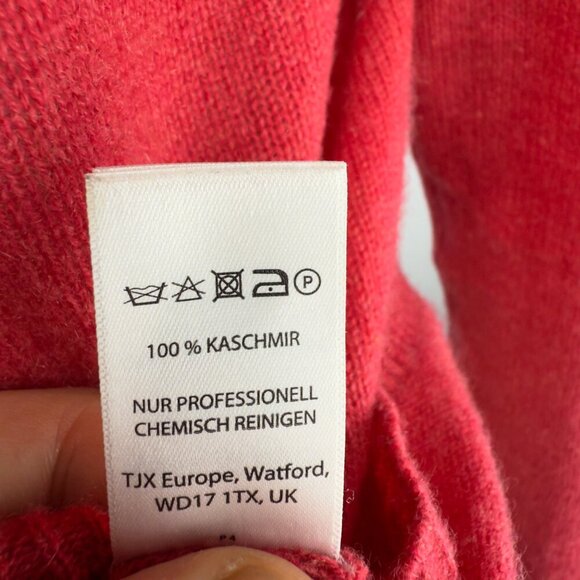 P
100 % KASCHMIR
NUR PROFESSIONELL
CHEMISCH REINIGEN
TJX Europe, Watford,
WD17 1TX, UK